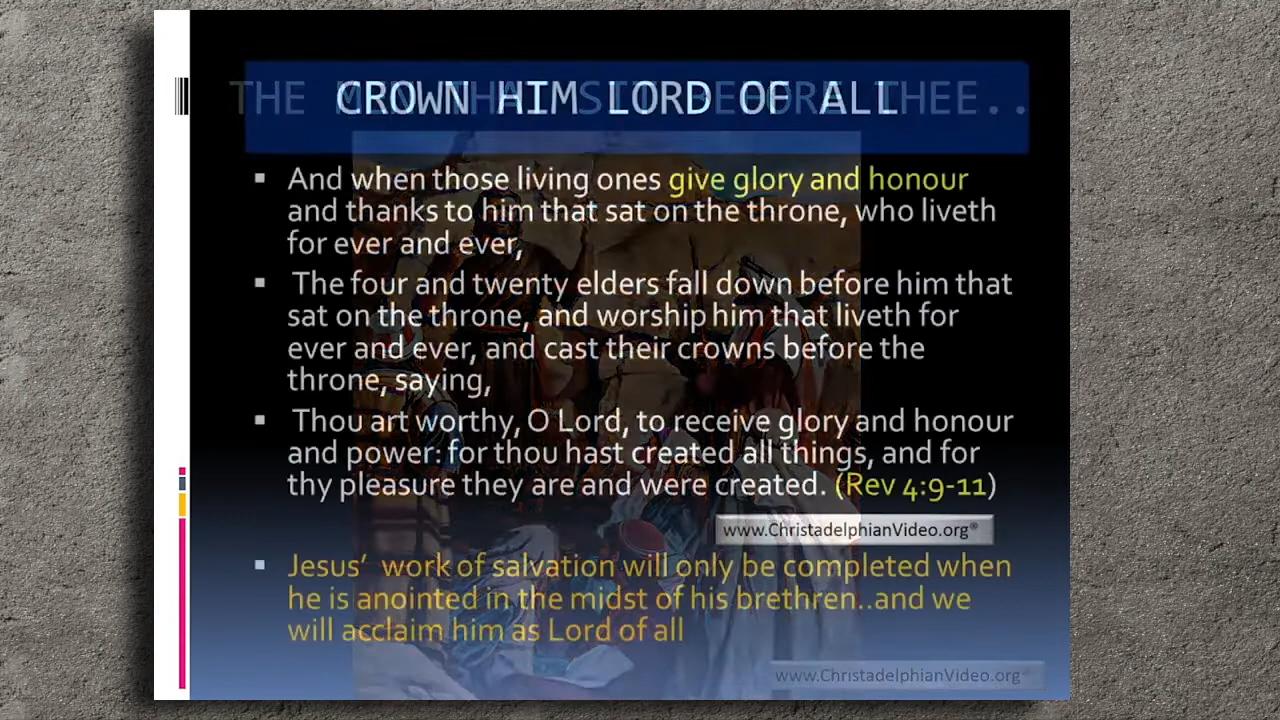 THE MEN THAT SIT BEFORE THEE..
CROWN HIM LORD OF ALL
▪ And when those living ones give glory and honour
and thanks to him that sat on the throne, who liveth
for ever and ever,
▪ The four and twenty elders fall down before him that
sat on the throne, and worship him that liveth for
ever and ever, and cast their crowns before the
throne, saying,
▪ Thou art worthy, O Lord, to receive glory and honour
and power: for thou hast created all things, and for
thy pleasure they are and were created. (Rev 4:9-11)
www.ChristadelphianVideo.org®
▪ Jesus’ work of salvation will only be completed when
he is anointed in the midst of his brethren..and we
will acclaim him as Lord of all
www.ChristadelphianVideo.org®